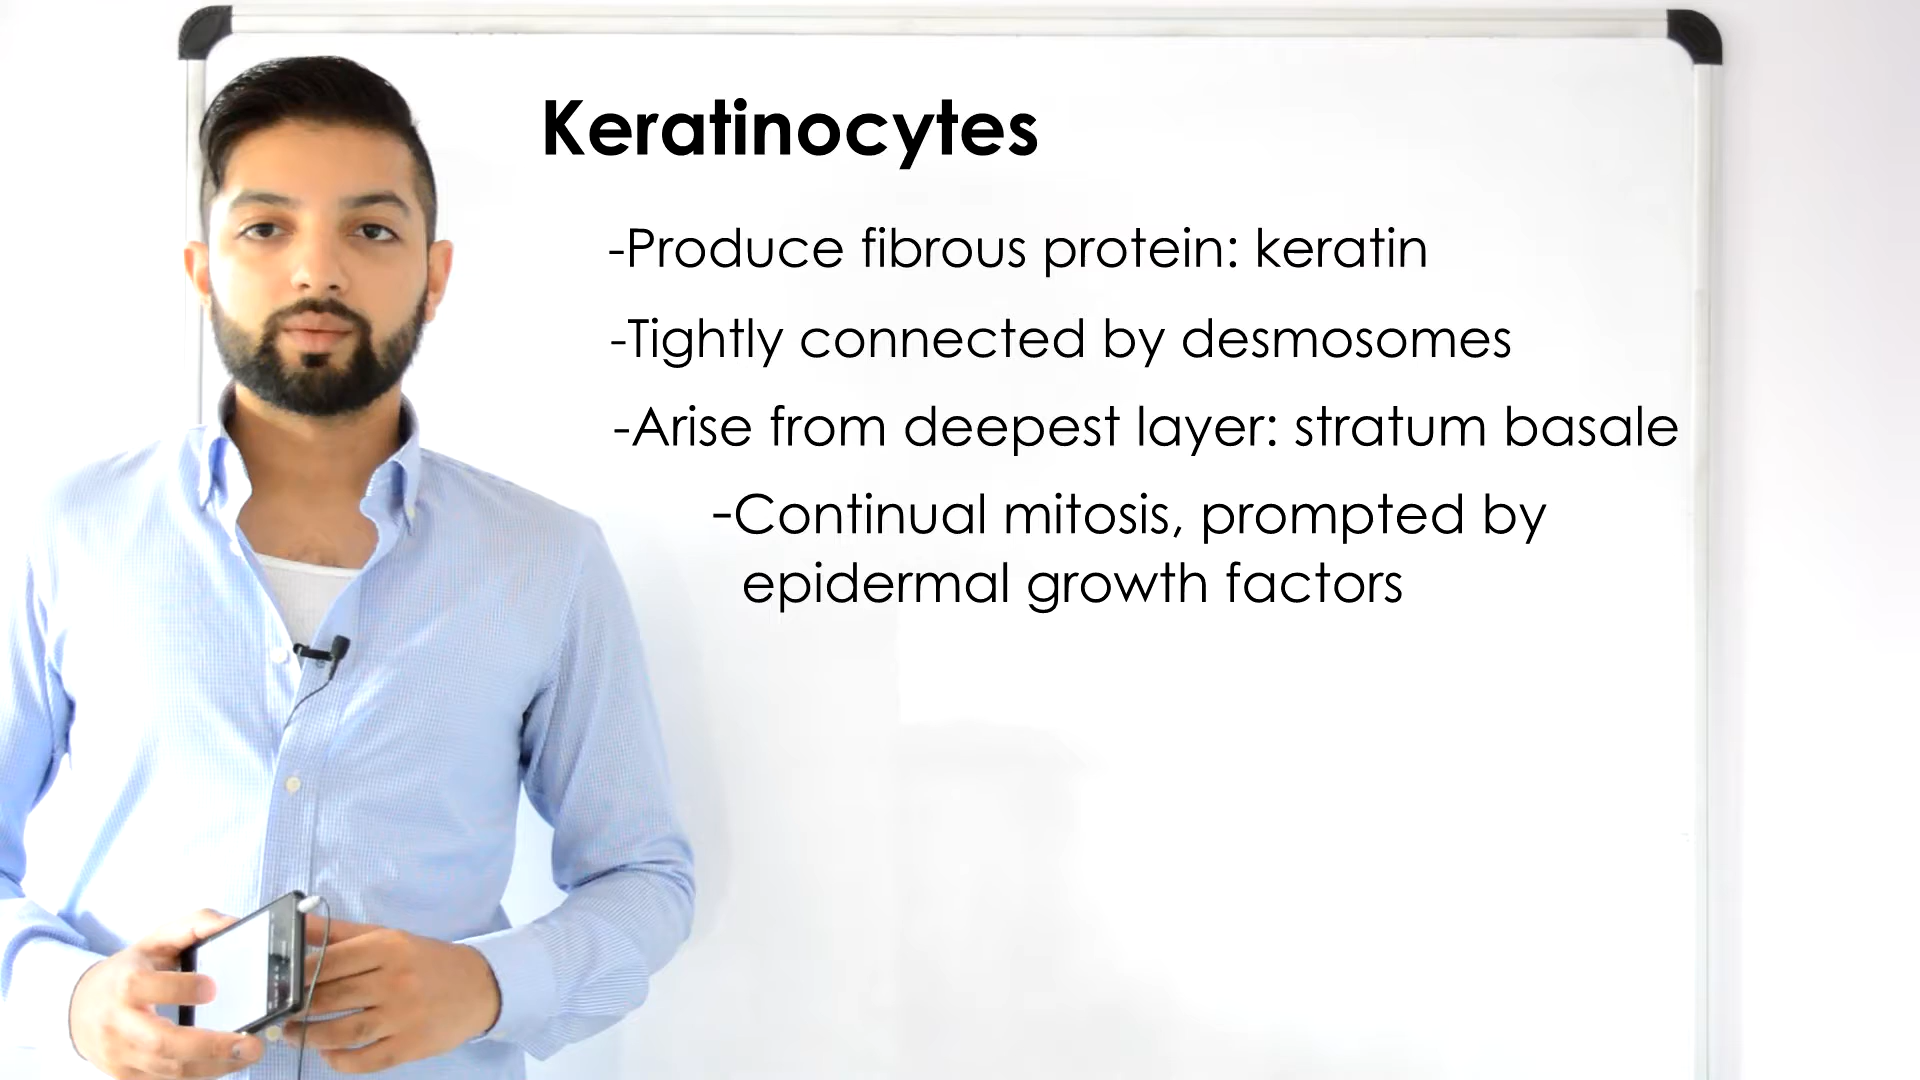 Keratinocytes
-Produce fibrous protein: keratin
-Tightly connected by desmosomes
-Arise from deepest layer: stratum basale
-Continual mitosis, prompted by
epidermal growth factors